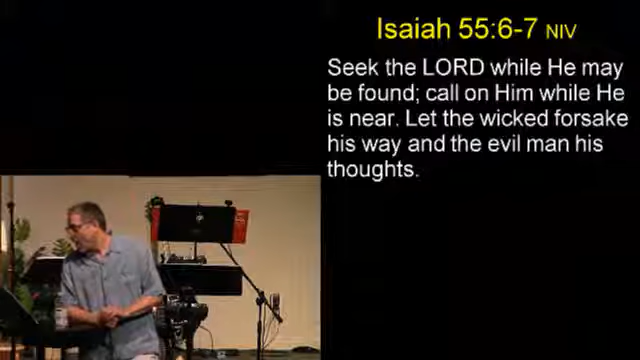 Isaiah 55:6-7 NIV
Seek the LORD while He may
be found; call on Him while He
is near. Let the wicked forsake
his way and the evil man his
thoughts.